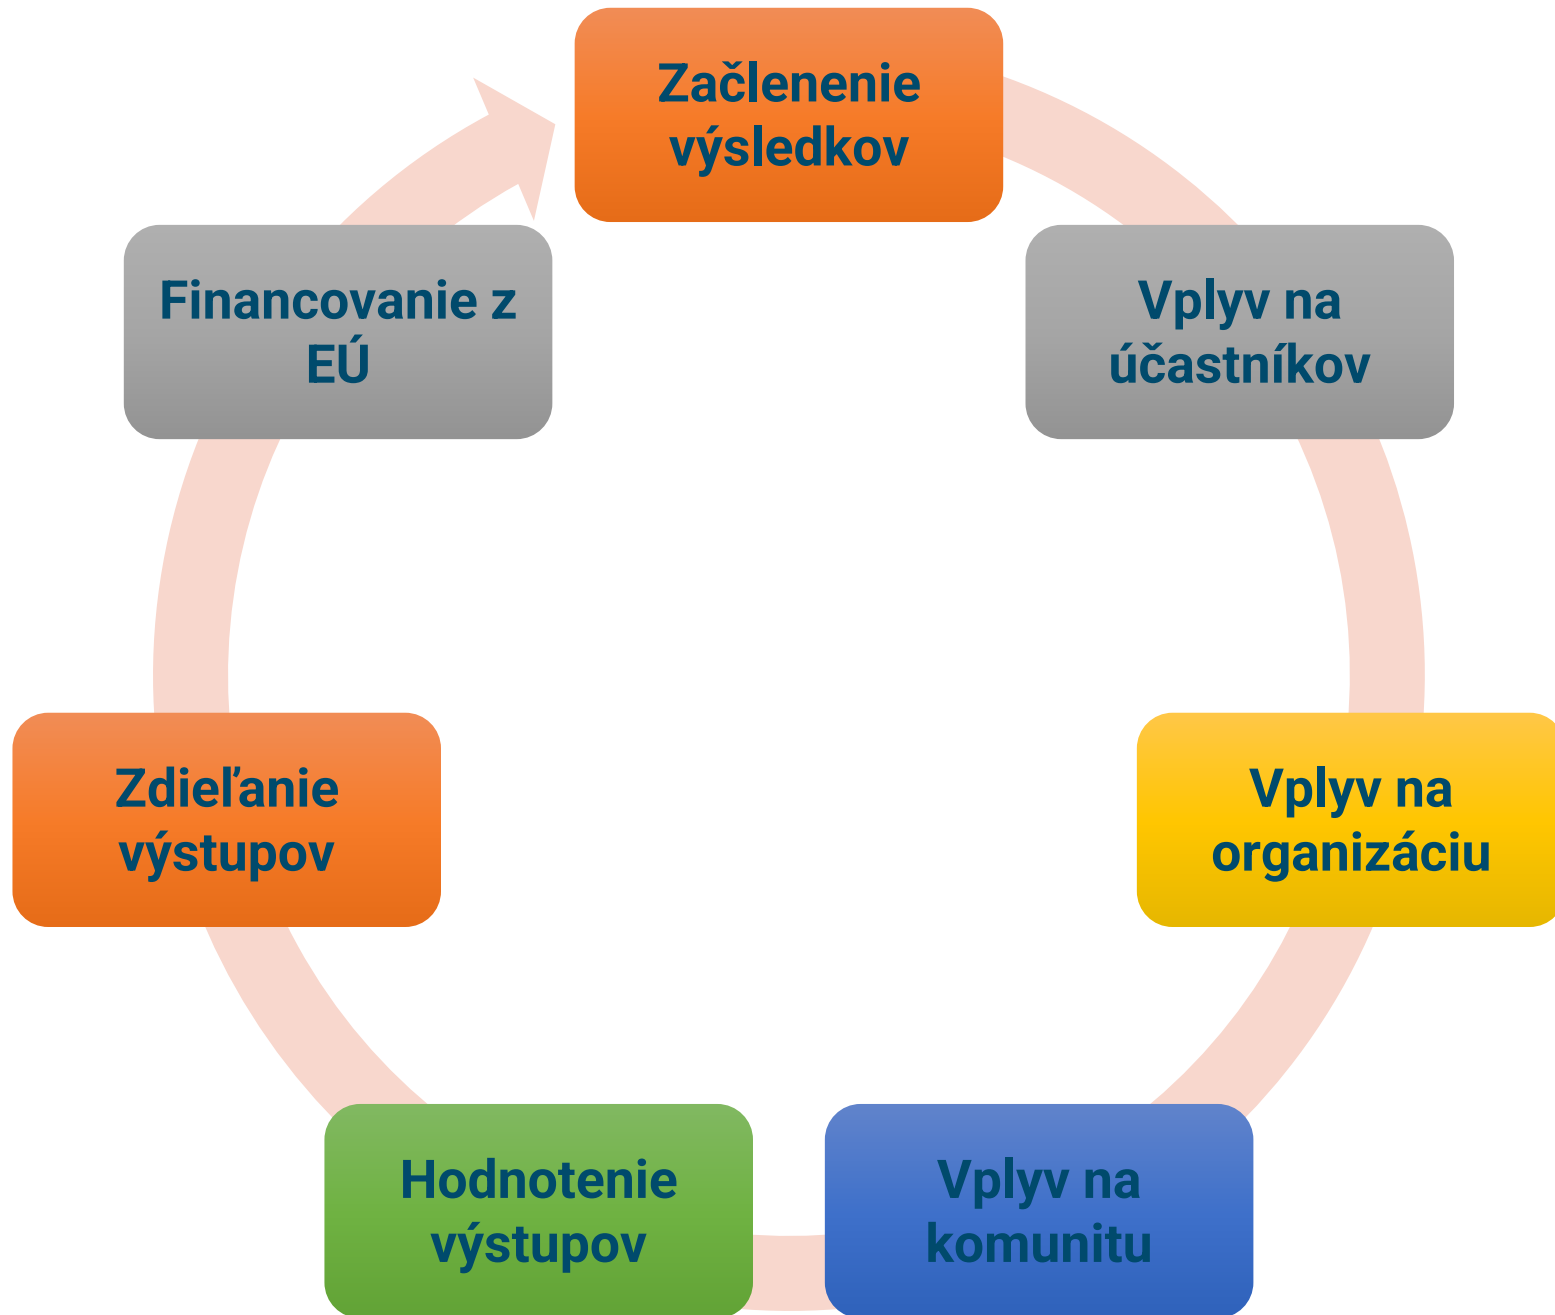 Začlenenie
výsledkov
Vplyv na
účastníkov
Vplyv na
organizáciu
Vplyv na
komunitu
Hodnotenie
výstupov
Zdieľanie
výstupov
Financovanie z
EÚ